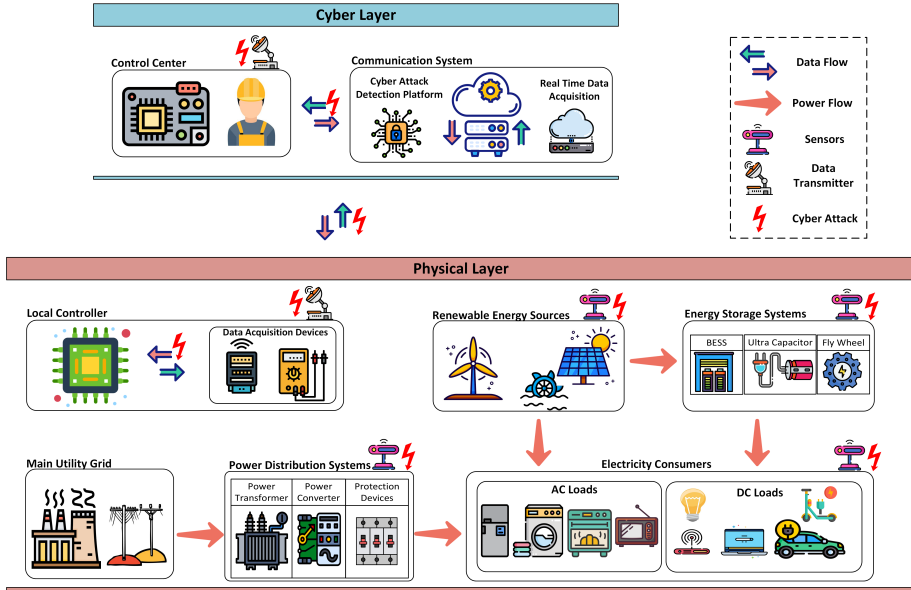 Cyber Layer
Control Center
Communication System
Cyber Attack
Detection Platform
Real Time Data
Acquisition
Data Flow
Power Flow
Sensors
Data
Transmitter
Cyber Attack
Physical Layer
Local Controller
Data Acquisition Devices
Renewable Energy Sources
Energy Storage Systems
BESS
Ultra Capacitor
Fly Wheel
Main Utility Grid
Power Distribution Systems
Power
Transformer
Power
Converter
Protection
Devices
Electricity Consumers
AC Loads
DC Loads